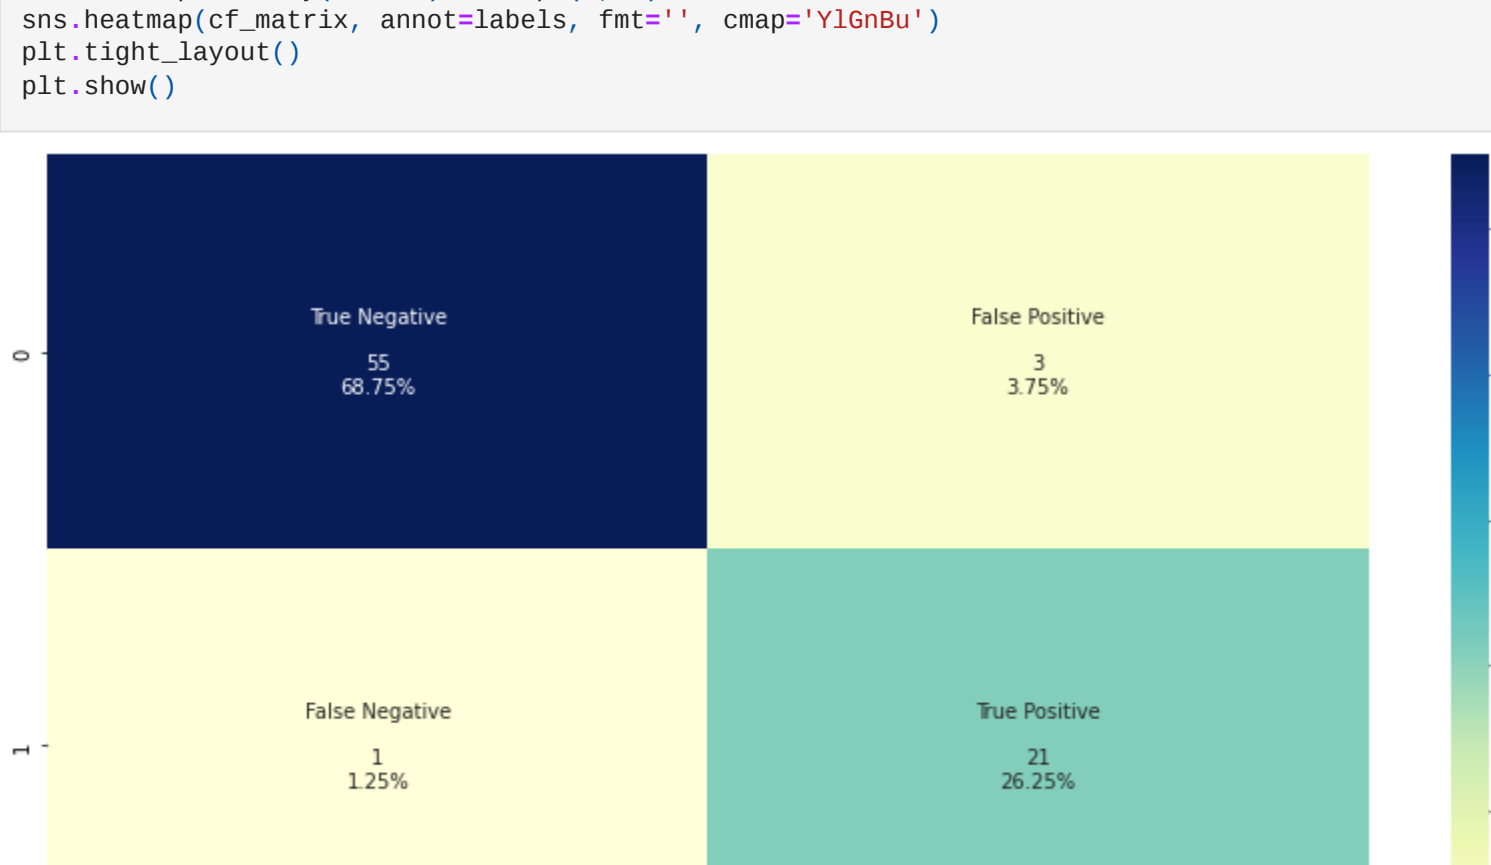 sns.heatmap(cf_matrix, annot=labels, fmt='', cmap='YlGnBu')
plt.tight_layout()
plt.show()
0
True Negative
55
68.75%
False Positive
3
3.75%
1
False Negative
1
1.25%
True Positive
21
26.25%